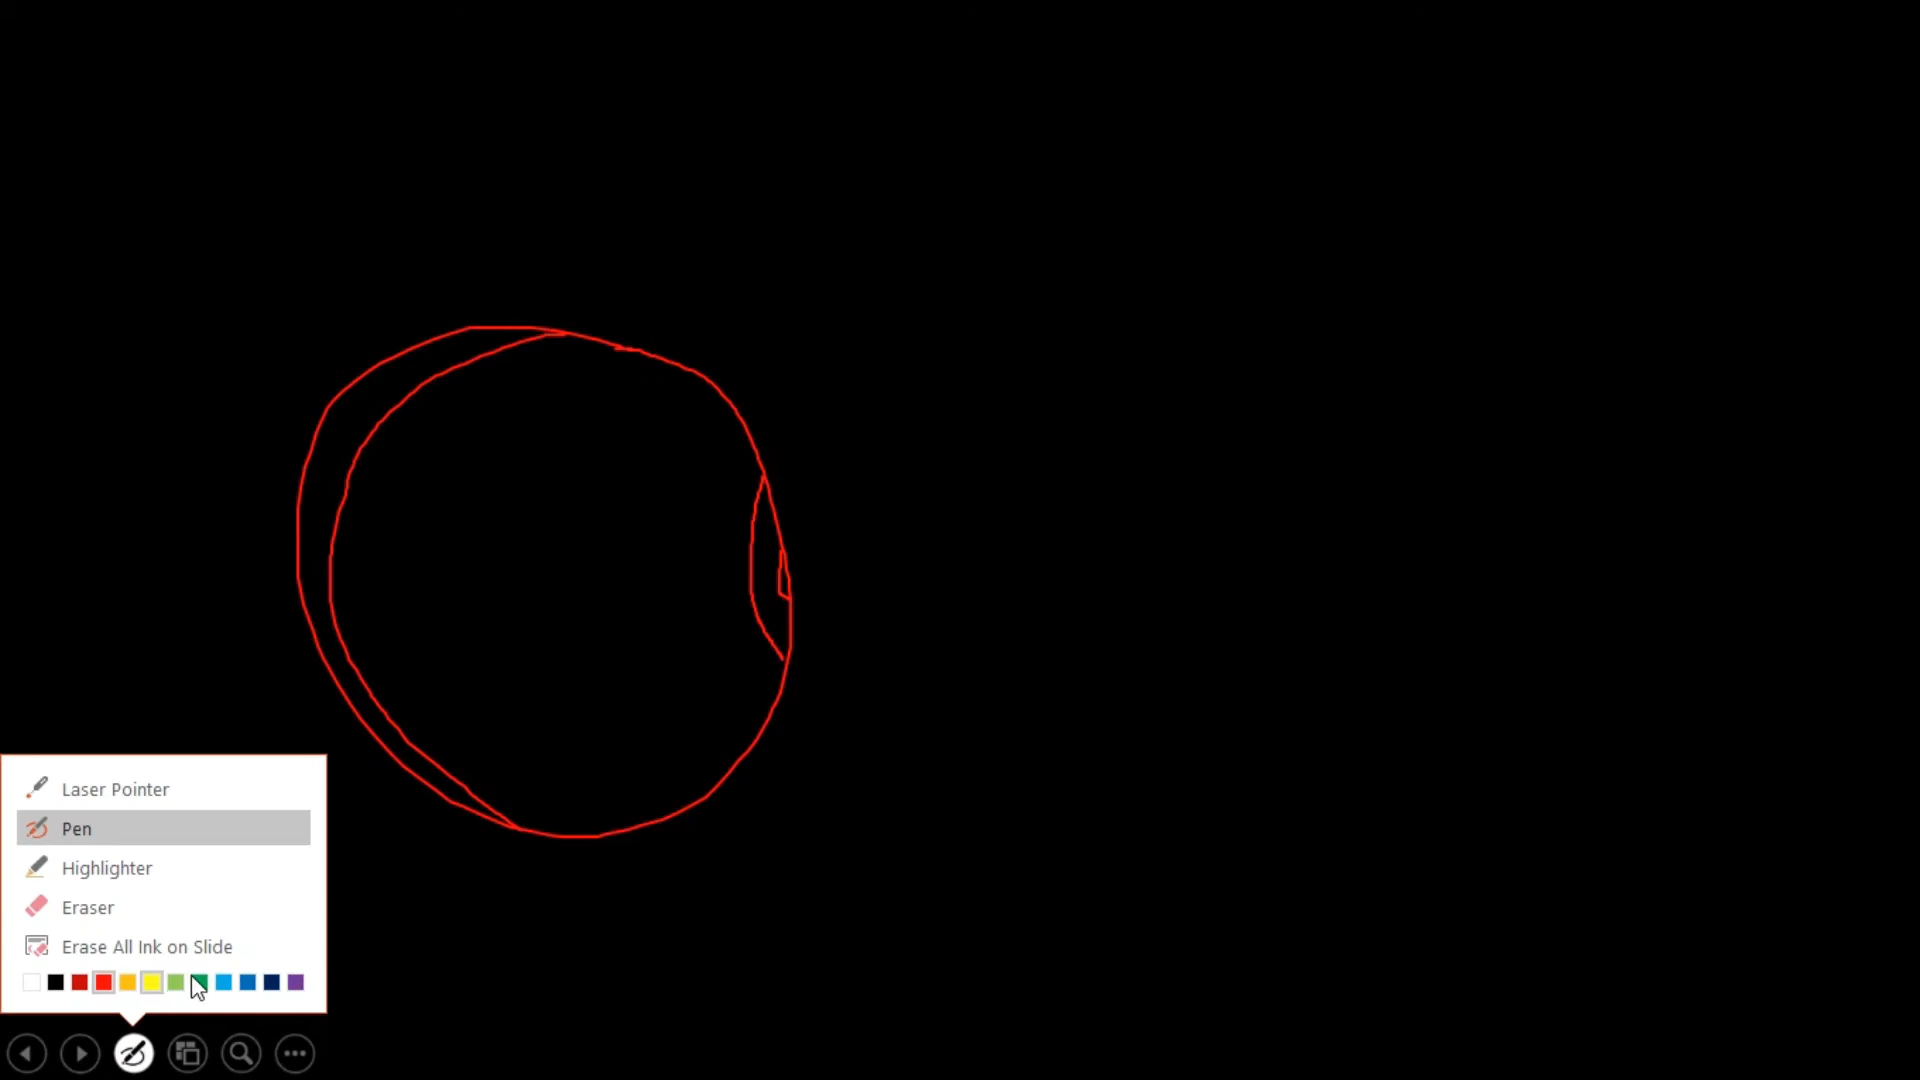 Laser Pointer
Pen
Highlighter
Eraser
Erase All Ink on Slide